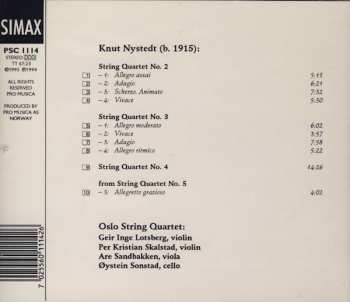 SIMAX
PSC 1114
STEREO DDD
TT 67:23
ALL RIGHTS
RESERVED
PRO MUSICA
PRODUCED BY
PRO MUSICA AS
NORWAY
Knut Nystedt (b. 1915):
String Quartet No. 2
1 – 1: Allegro assai 5:15
2 – 2: Adagio 6:21
3 – 3: Scherzo. Animato 7:32
4 – 4: Vivace 5:50
String Quartet No. 3
5 – 1: Allegro moderato 6:02
6 – 2: Vivace 3:57
7 – 3: Adagio 7:58
8 – 4: Allegro ritmico 5:22
9 String Quartet No. 4 14:26
from String Quartet No. 5
10 – 3: Allegretto grazioso 4:02
Oslo String Quartet:
Geir Inge Lotsberg, violin
Per Kristian Skalstad, violin
Are Sandbakken, viola
Øystein Sonstad, cello
7 025560 111426